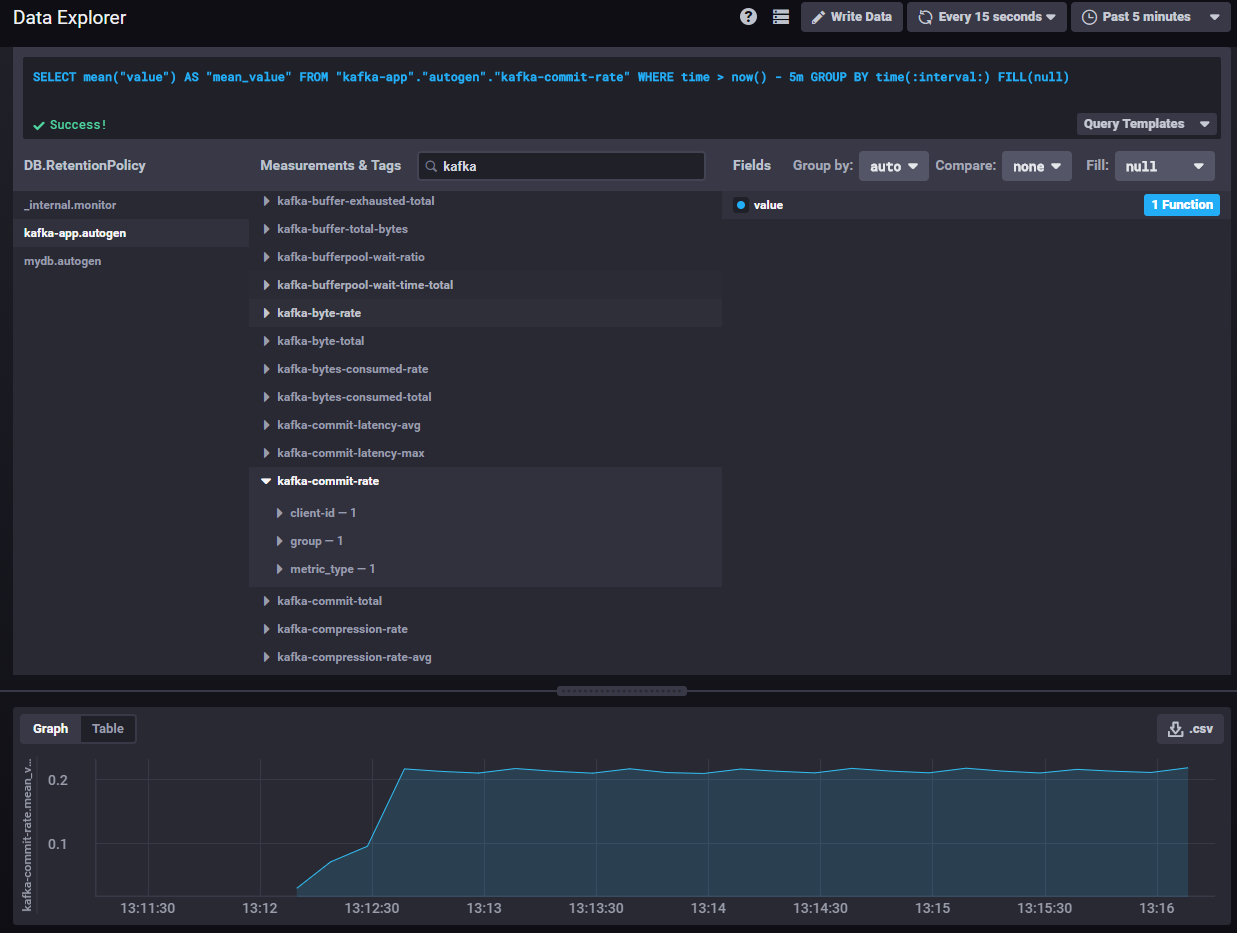 Data Explorer
? Write Data Every 15 seconds Past 5 minutes
SELECT mean("value") AS "mean_value" FROM "kafka-app"."autogen"."kafka-commit-rate" WHERE time > now() - 5m GROUP BY time(:interval:) FILL(null)
Success!
Query Templates
DB.RetentionPolicy
_internal.monitor
kafka-app.autogen
mydb.autogen
Measurements & Tags
kafka
kafka-buffer-exhausted-total
kafka-buffer-total-bytes
kafka-bufferpool-wait-ratio
kafka-bufferpool-wait-time-total
kafka-byte-rate
kafka-byte-total
kafka-bytes-consumed-rate
kafka-bytes-consumed-total
kafka-commit-latency-avg
kafka-commit-latency-max
kafka-commit-rate
client-id — 1
group — 1
metric_type — 1
kafka-commit-total
kafka-compression-rate
kafka-compression-rate-avg
Fields Group by: auto Compare: none Fill: null
value 1 Function
Graph Table
.csv
kafka-commit-rate.mean_v...
0.2
0.1
13:11:30 13:12 13:12:30 13:13 13:13:30 13:14 13:14:30 13:15 13:15:30 13:16